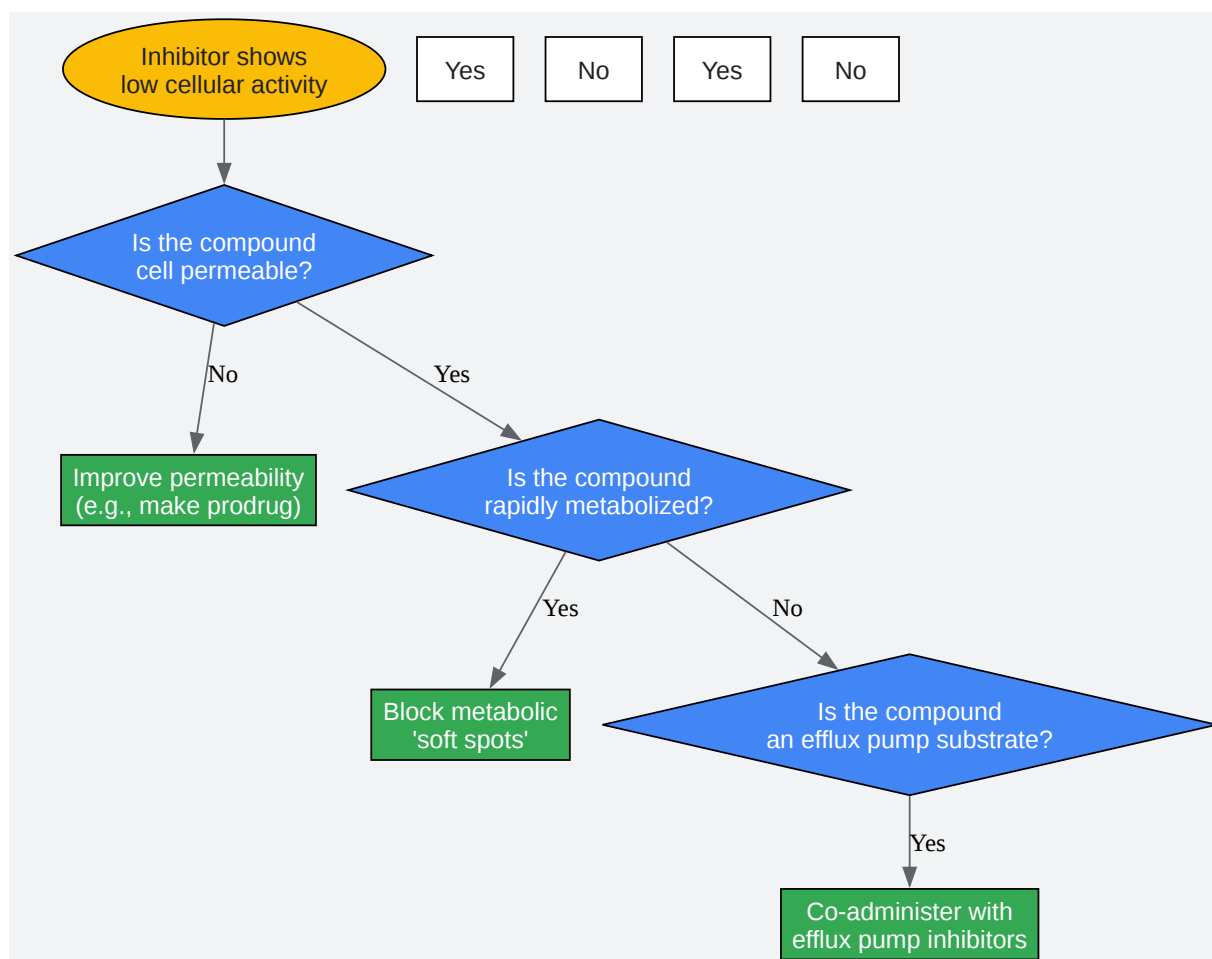 Inhibitor shows
low cellular activity
Yes
No
Yes
No
Is the compound
cell permeable?
No
Yes
Improve permeability
(e.g., make prodrug)
Is the compound
rapidly metabolized?
Yes
No
Block metabolic
'soft spots'
Is the compound
an efflux pump substrate?
Yes
Co-administer with
efflux pump inhibitors